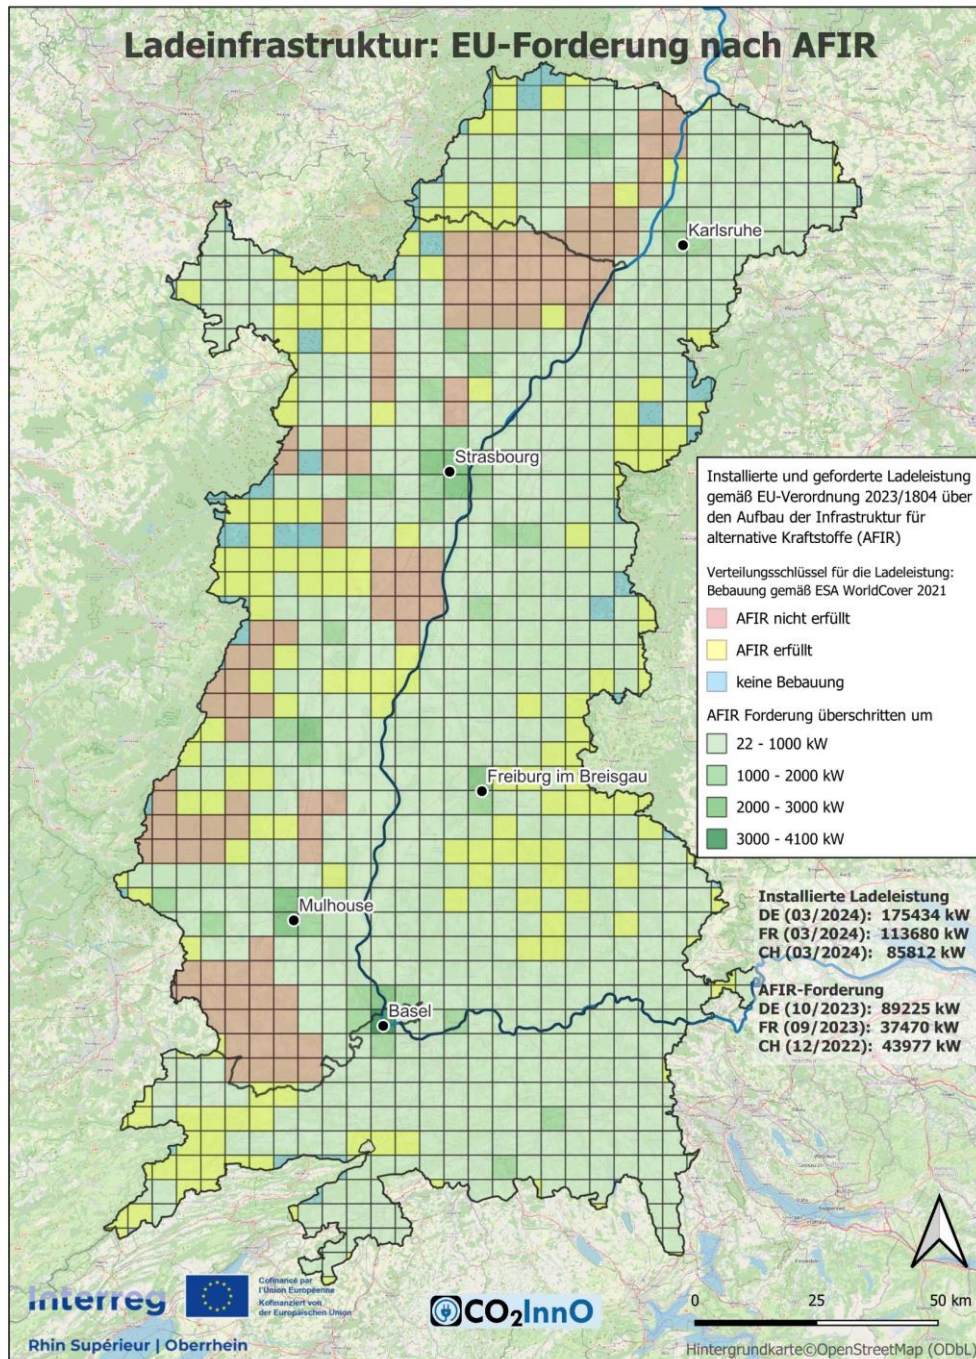 Ladeinfrastruktur: EU-Forderung nach AFIR
Karlsruhe
Strasbourg
Installierte und geforderte Ladeleistung
gemäß EU-Verordnung 2023/1804 über
den Aufbau der Infrastruktur für
alternative Kraftstoffe (AFIR)
Verteilungsschlüssel für die Ladeleistung:
Bebauung gemäß ESA WorldCover 2021
AFIR nicht erfüllt
AFIR erfüllt
keine Bebauung
AFIR Forderung überschritten um
22 - 1000 kW
1000 - 2000 kW
2000 - 3000 kW
3000 - 4100 kW
Freiburg im Breisgau
Mulhouse
Basel
Installierte Ladeleistung
DE (03/2024): 175434 kW
FR (03/2024): 113680 kW
CH (03/2024): 85812 kW
AFIR-Forderung
DE (10/2023): 89225 kW
FR (09/2023): 37470 kW
CH (12/2022): 43977 kW
Interreg
Cofinancé par
l'Union Européenne
Kofinanziert von
der Europäischen Union
Rhin Supérieur | Oberrhein
CO2InnO
0 25 50 km
Hintergrundkarte©OpenStreetMap (ODbL)